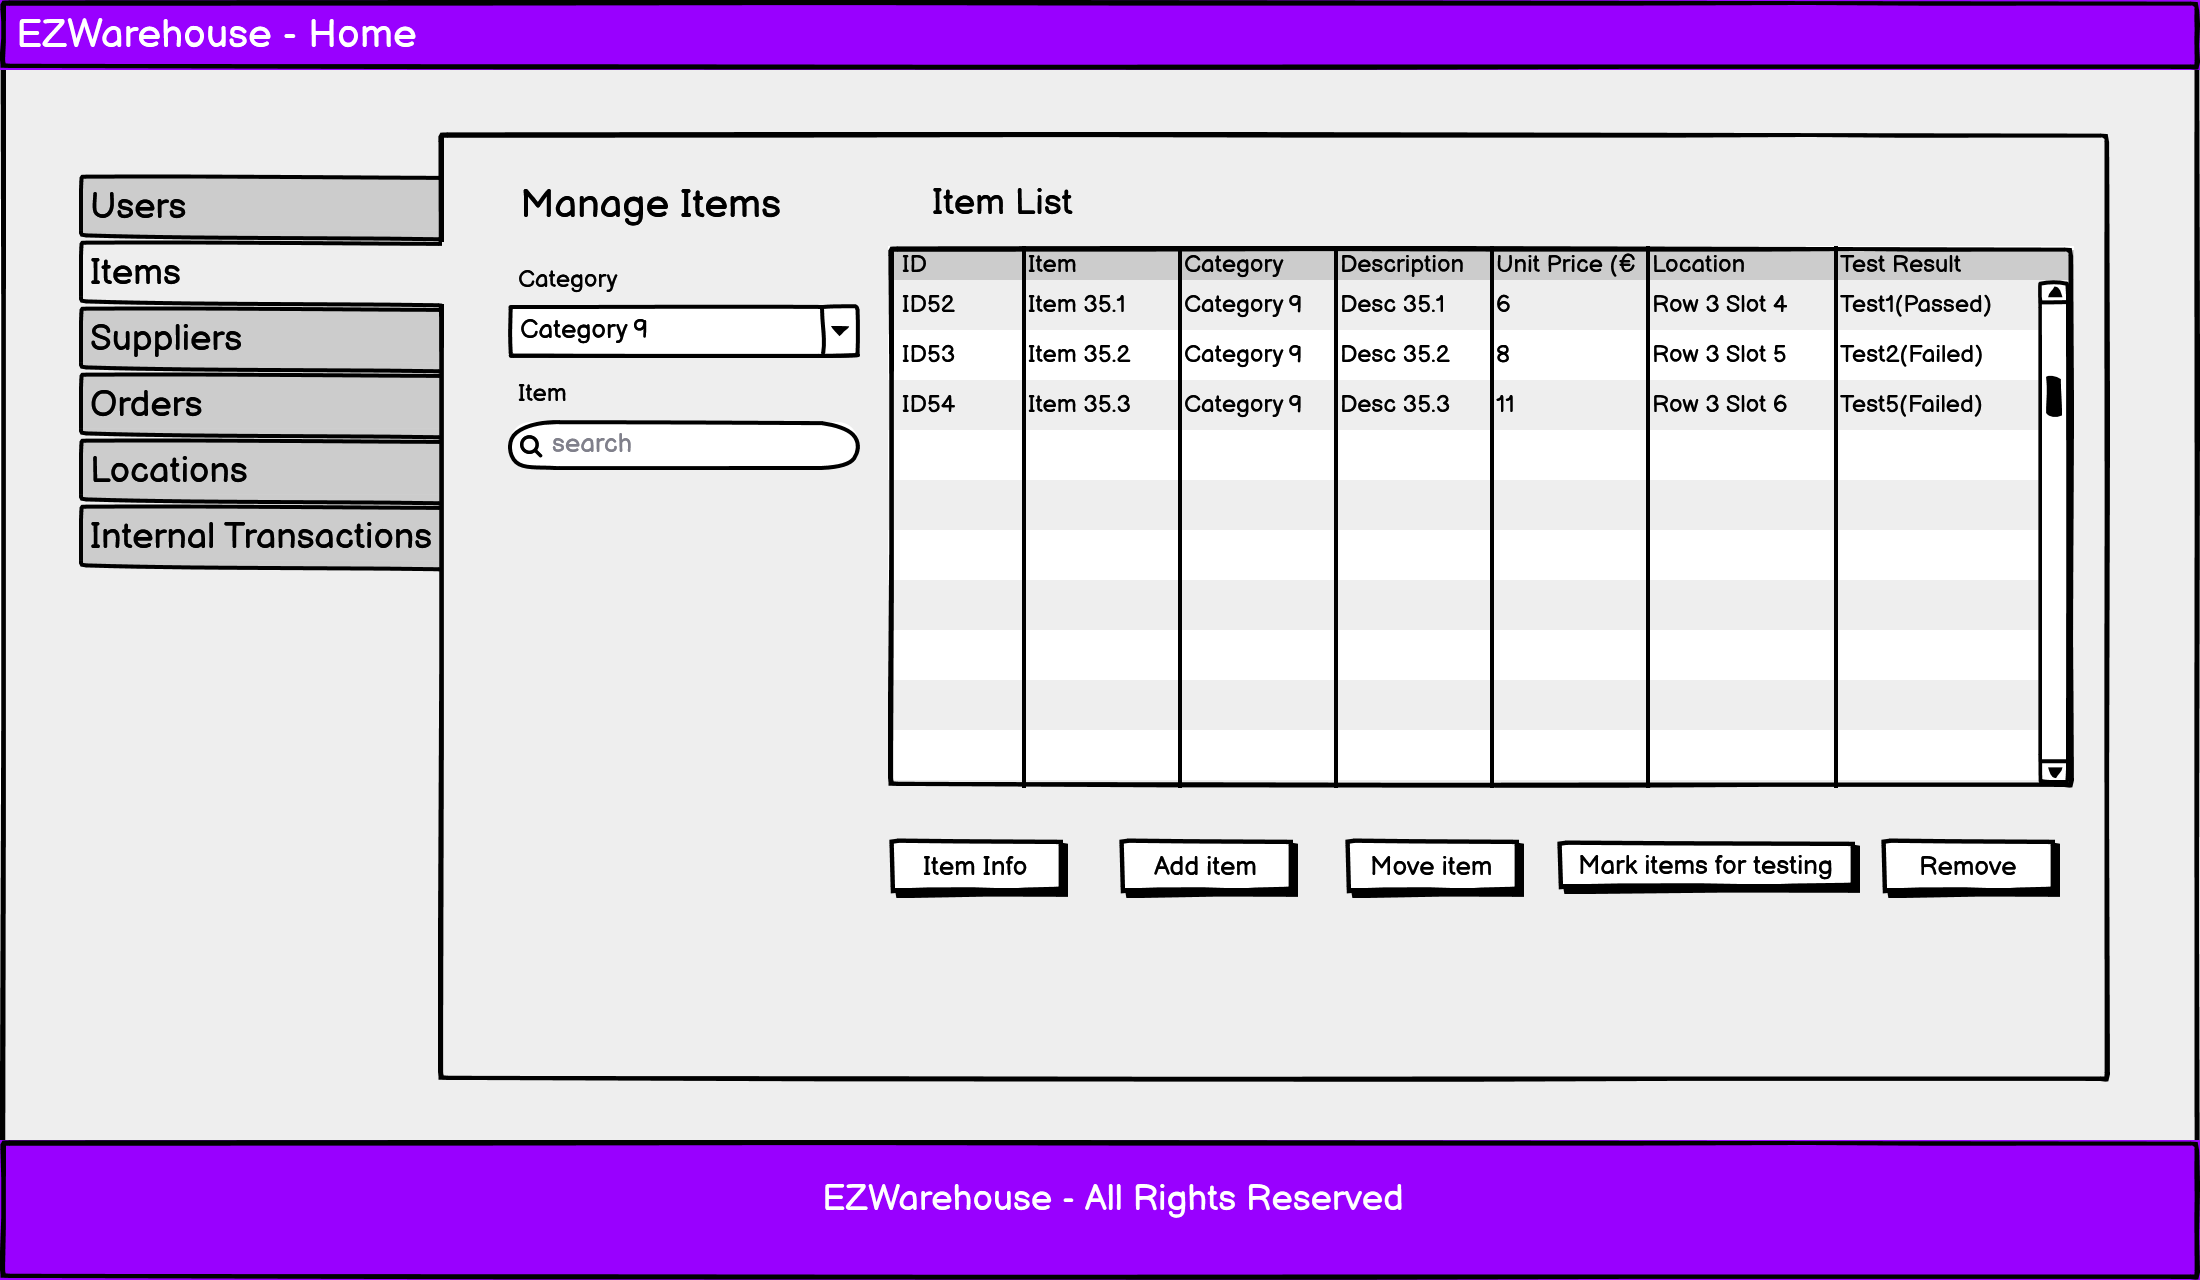 EZWarehouse - Home
Users
Items
Suppliers
Orders
Locations
Internal Transactions
Manage Items
Category
Category 9
Item
search
Item List
ID Item Category Description Unit Price (€ Location Test Result
ID52 Item 35.1 Category 9 Desc 35.1 6 Row 3 Slot 4 Test1(Passed)
ID53 Item 35.2 Category 9 Desc 35.2 8 Row 3 Slot 5 Test2(Failed)
ID54 Item 35.3 Category 9 Desc 35.3 11 Row 3 Slot 6 Test5(Failed)
Item Info Add item Move item Mark items for testing Remove
EZWarehouse - All Rights Reserved